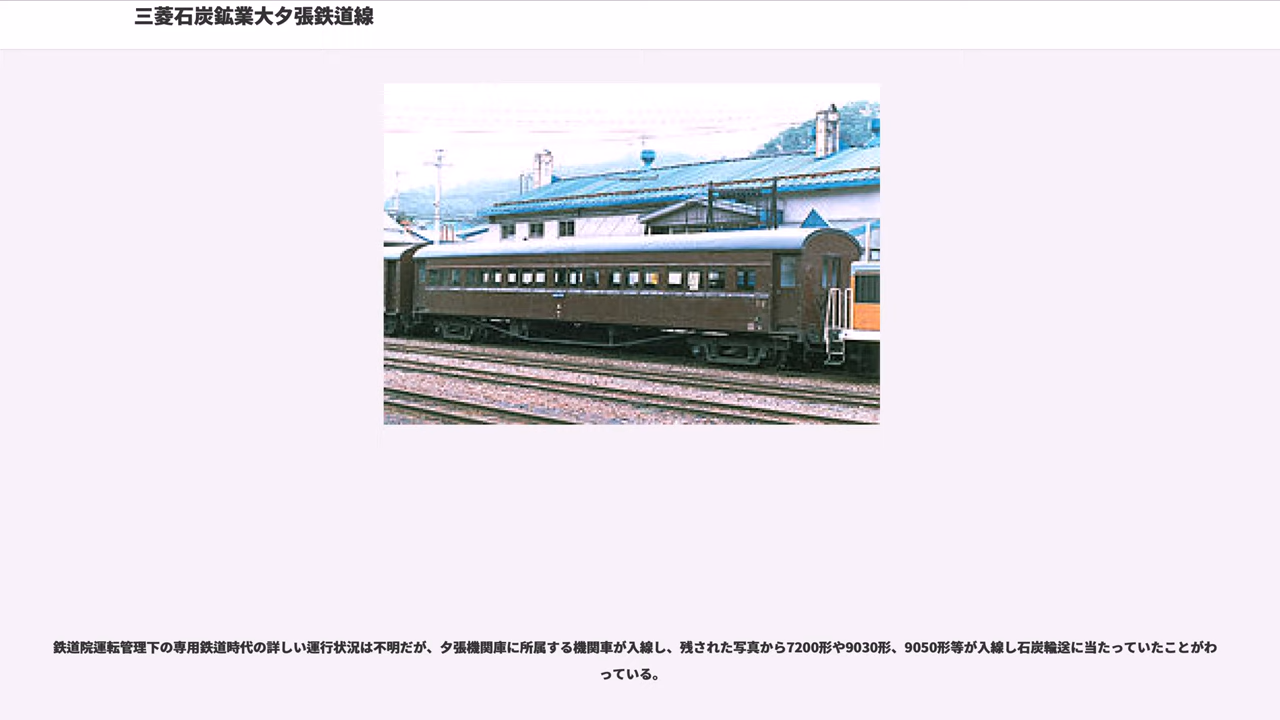 三菱石炭鉱業大夕張鉄道線
鉄道院運転管理下の専用鉄道時代の詳しい運行状況は不明だが、夕張機関庫に所属する機関車が入線し、残された写真から7200形や9030形、9050形等が入線し石炭輪送に当たっていたことがわ
っている。